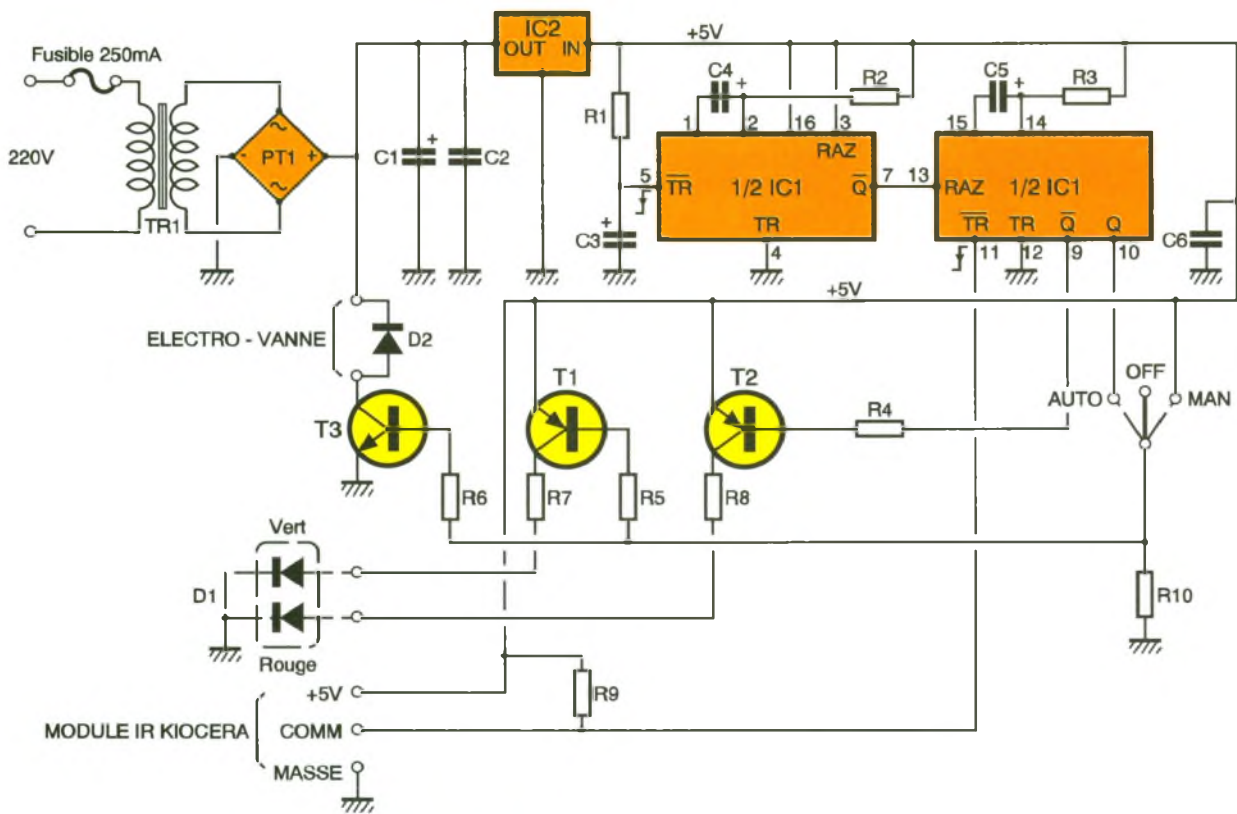 Fusible 250mA
220V
TR1
PT1
~
~
-
+
C1
+
C2
IC2
OUT IN
+5V
R1
C3
+
C4
+
R2
1
2
16
3
RAZ
5
TR
1/2 IC1
Q
7
TR
4
C5
+
R3
15
14
13
RAZ
1/2 IC1
TR
TR
Q
Q
11
12
9
10
C6
+5V
ELECTRO - VANNE
D2
T3
T1
T2
R4
AUTO
OFF
MAN
R6
R7
R5
R8
R10
Vert
D1
Rouge
+5V
R9
MODULE IR KIOCERA
COMM
MASSE